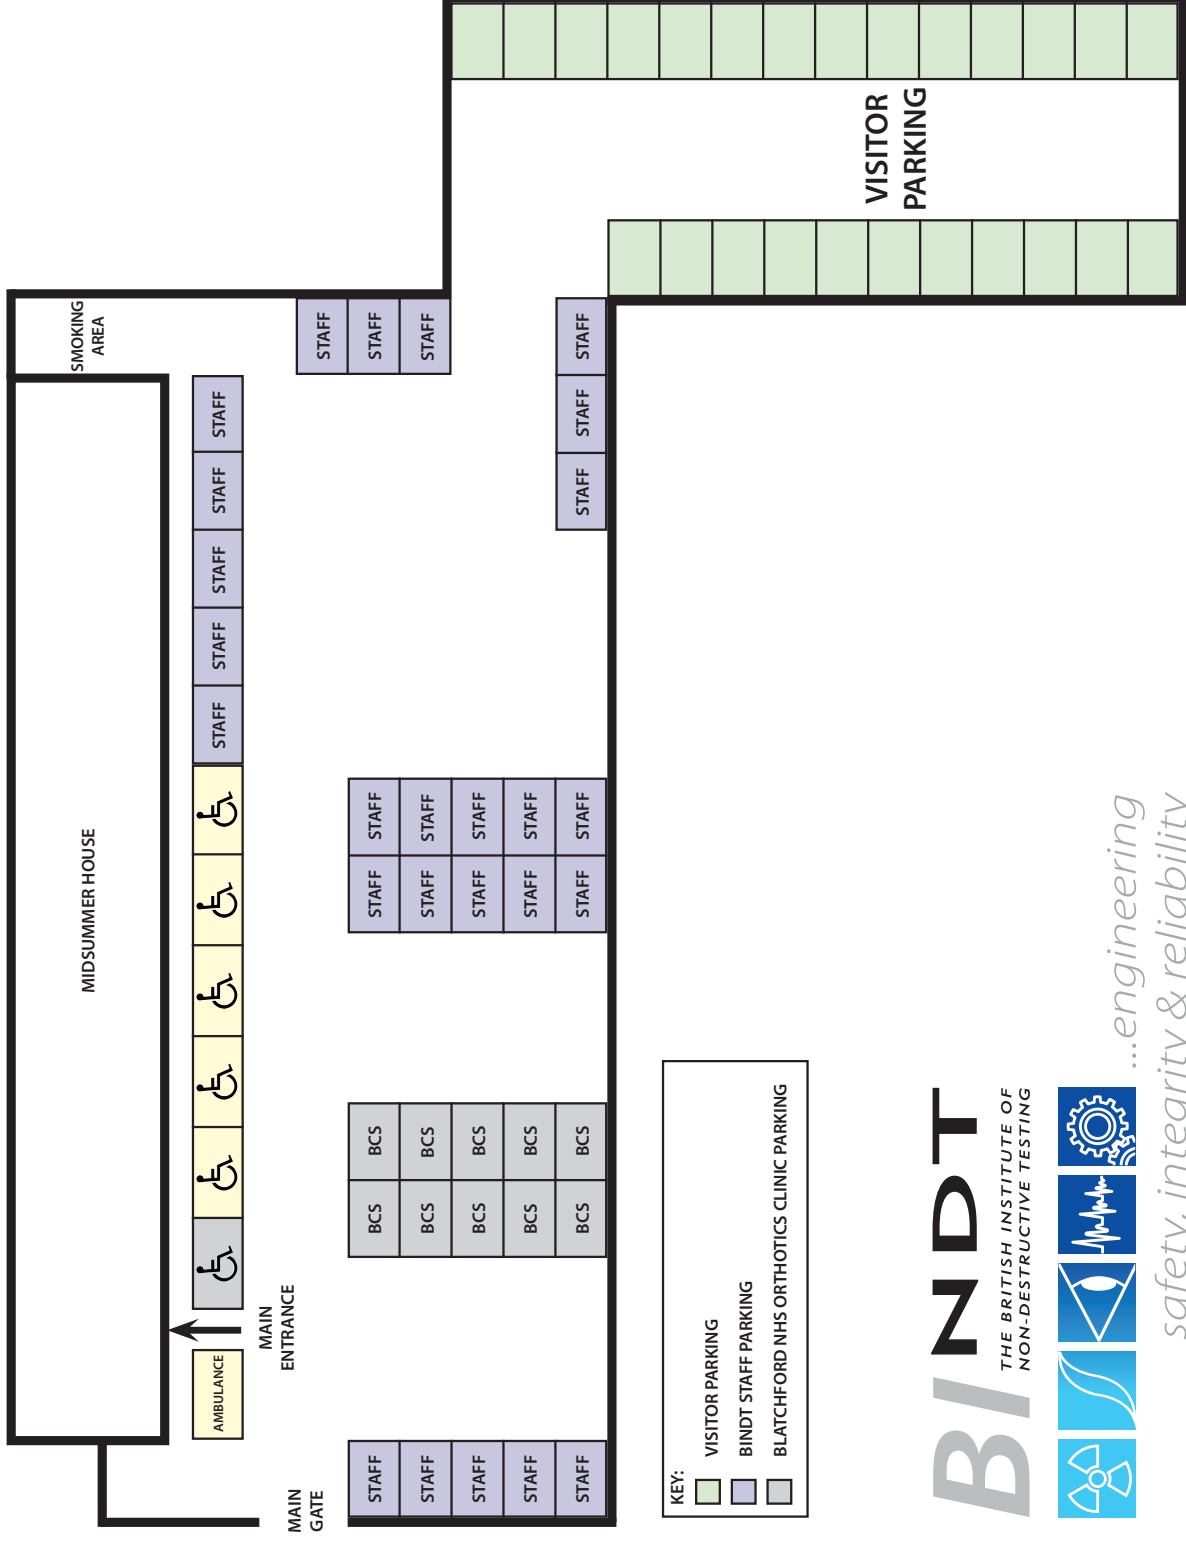 MIDSUMMER HOUSE
SMOKING
AREA
AMBULANCE
STAFF STAFF STAFF STAFF STAFF
MAIN
ENTRANCE
MAIN
GATE
STAFF
STAFF BCS BCS STAFF STAFF STAFF
STAFF BCS BCS STAFF STAFF STAFF
STAFF BCS BCS STAFF STAFF
STAFF BCS BCS STAFF STAFF
STAFF BCS BCS STAFF STAFF STAFF STAFF STAFF
KEY:
VISITOR PARKING
BINDT STAFF PARKING
BLATCHFORD NHS ORTHOTICS CLINIC PARKING
VISITOR
PARKING
BINDT
THE BRITISH INSTITUTE OF
NON-DESTRUCTIVE TESTING
...engineering
safety, integrity & reliability